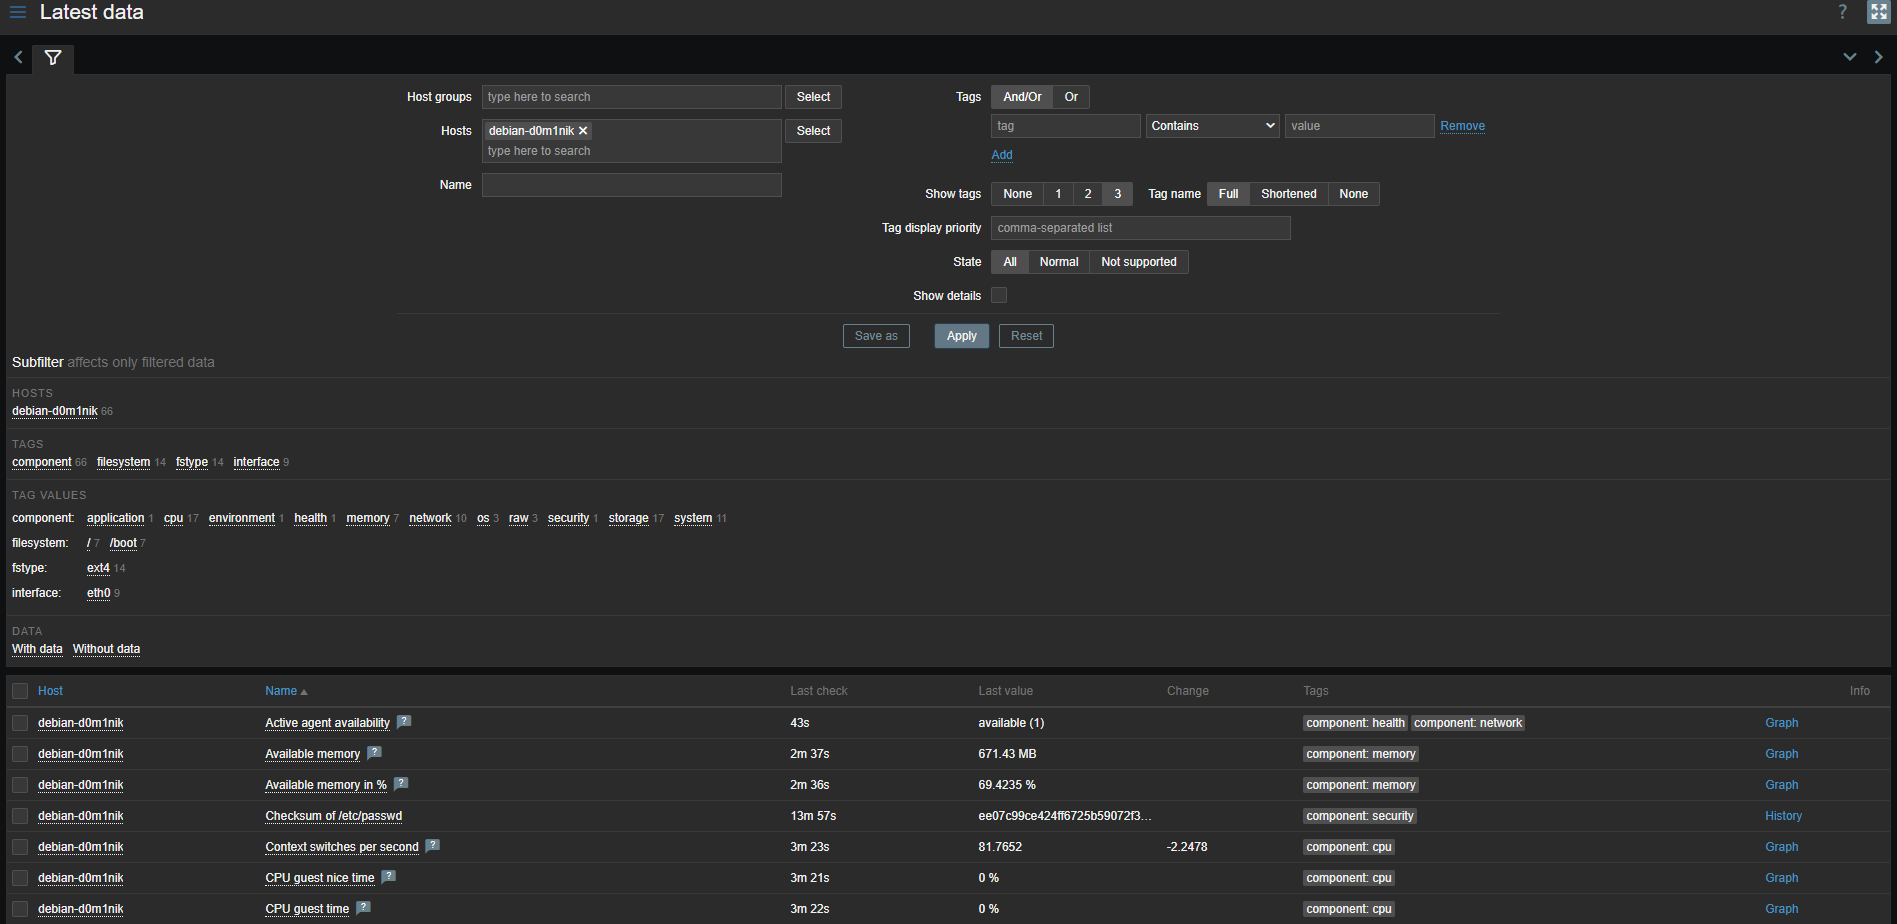 Latest data
?
Host groups type here to search Select
Hosts debian-d0m1nik ✕ Select
type here to search
Name
Tags And/Or Or
tag Contains value Remove
Add
Show tags None 1 2 3 Tag name Full Shortened None
Tag display priority comma-separated list
State All Normal Not supported
Show details
Save as Apply Reset
Subfilter affects only filtered data
HOSTS
debian-d0m1nik 66
TAGS
component 66 filesystem 14 fstype 14 interface 9
TAG VALUES
component: application 1 cpu 17 environment 1 health 1 memory 7 network 10 os 3 raw 3 security 1 storage 17 system 11
filesystem: / 7 /boot 7
fstype: ext4 14
interface: eth0 9
DATA
With data Without data
Host Name Last check Last value Change Tags Info
debian-d0m1nik Active agent availability ? 43s available (1) component: health component: network Graph
debian-d0m1nik Available memory ? 2m 37s 671.43 MB component: memory Graph
debian-d0m1nik Available memory in % ? 2m 36s 69.4235 % component: memory Graph
debian-d0m1nik Checksum of /etc/passwd 13m 57s ee07c99ce424ff6725b59072f3... component: security History
debian-d0m1nik Context switches per second ? 3m 23s 81.7652 -2.2478 component: cpu Graph
debian-d0m1nik CPU guest nice time ? 3m 21s 0 % component: cpu Graph
debian-d0m1nik CPU guest time ? 3m 22s 0 % component: cpu Graph